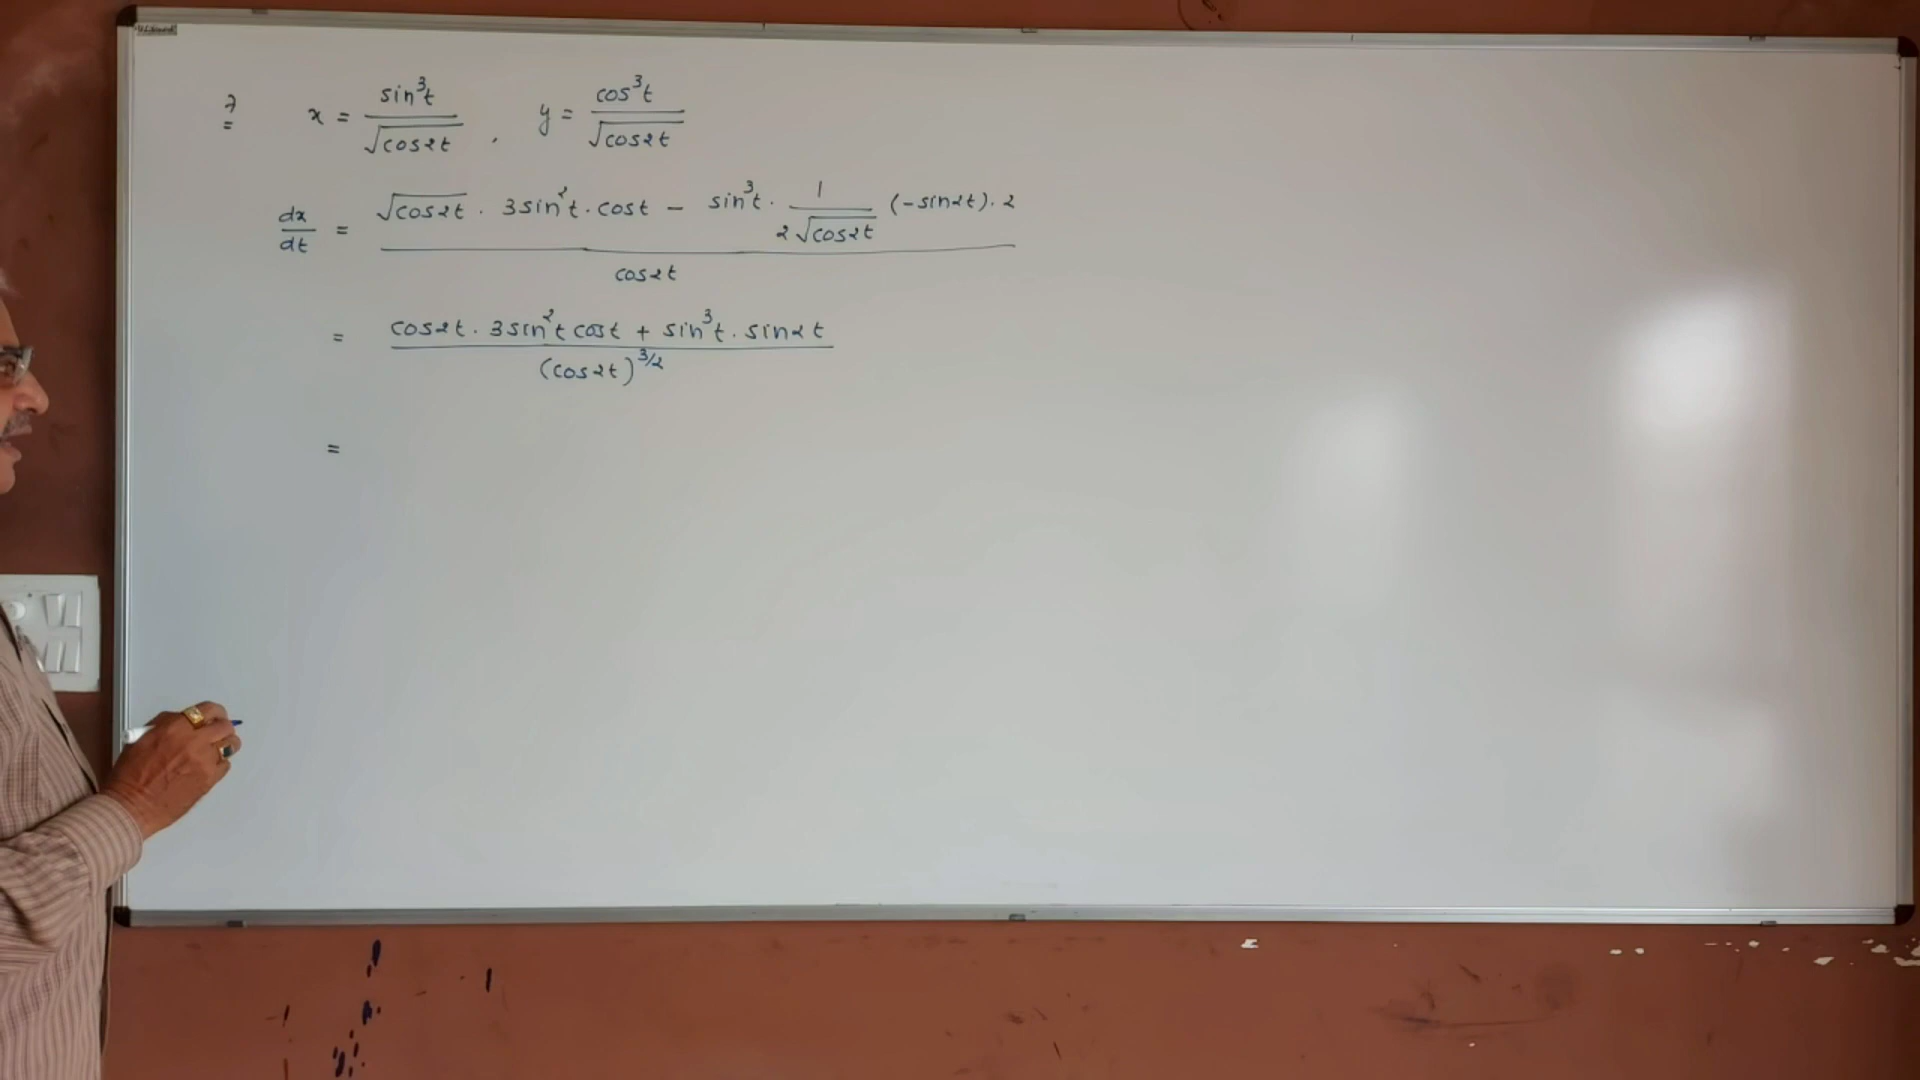 7 x = sin³t / √cos2t , y = cos³t / √cos2t
dx/dt = (√cos2t · 3sin²t · cost − sin³t · 1/(2√cos2t) (−sin2t) · 2) / cos2t
= (cos2t · 3sin²t cost + sin³t · sin2t) / (cos2t)^3/2
=